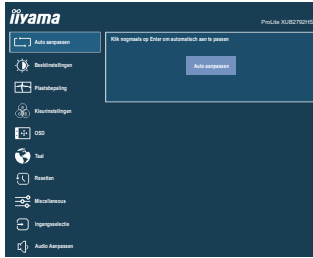 iiyama
ProLite XUB2792HS
Auto aanpassen
Klik nogmaals op Enter om automatisch aan te passen
Auto aanpassen
Beeldinstellingen
Plaatsbepaling
Kleurinstellingen
OSD
Taal
Resetten
Miscellaneous
Ingangsselectie
Audio Aanpassen